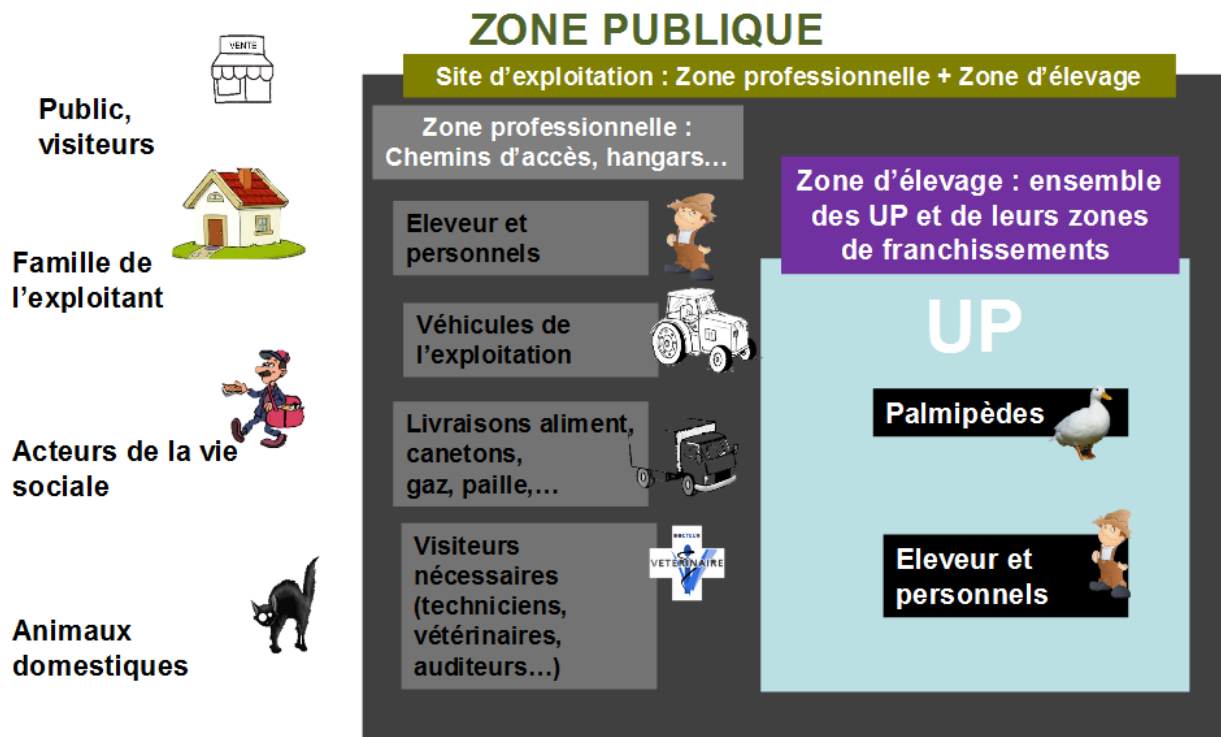 ZONE PUBLIQUE
Site d'exploitation : Zone professionnelle + Zone d'élevage
VENTE
Public,
visiteurs
Famille de
l'exploitant
Acteurs de la vie
sociale
Animaux
domestiques
Zone professionnelle :
Chemins d'accès, hangars…
Eleveur et
personnels
Véhicules de
l'exploitation
Livraisons aliment,
canetons,
gaz, paille,…
Visiteurs
nécessaires
(techniciens,
vétérinaires,
auditeurs…)
DOCTEUR
VETERINAIRE
Zone d'élevage : ensemble
des UP et de leurs zones
de franchissements
UP
Palmipèdes
Eleveur et
personnels